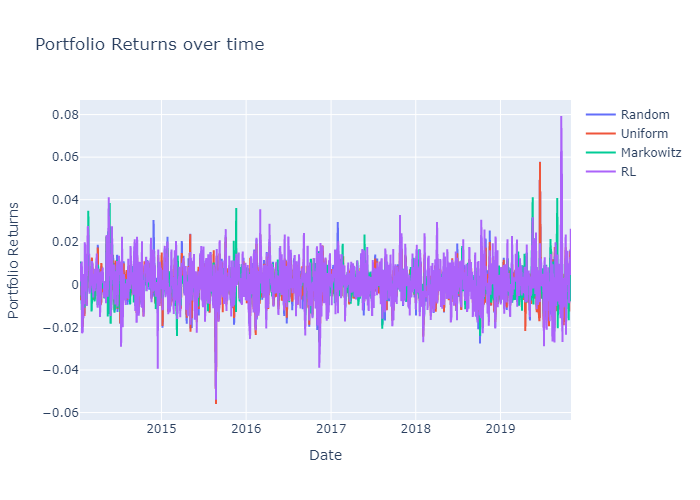 Portfolio Returns over time
Portfolio Returns
0.08
0.06
0.04
0.02
0
−0.02
−0.04
−0.06
2015
2016
2017
2018
2019
Date
Random
Uniform
Markowitz
RL